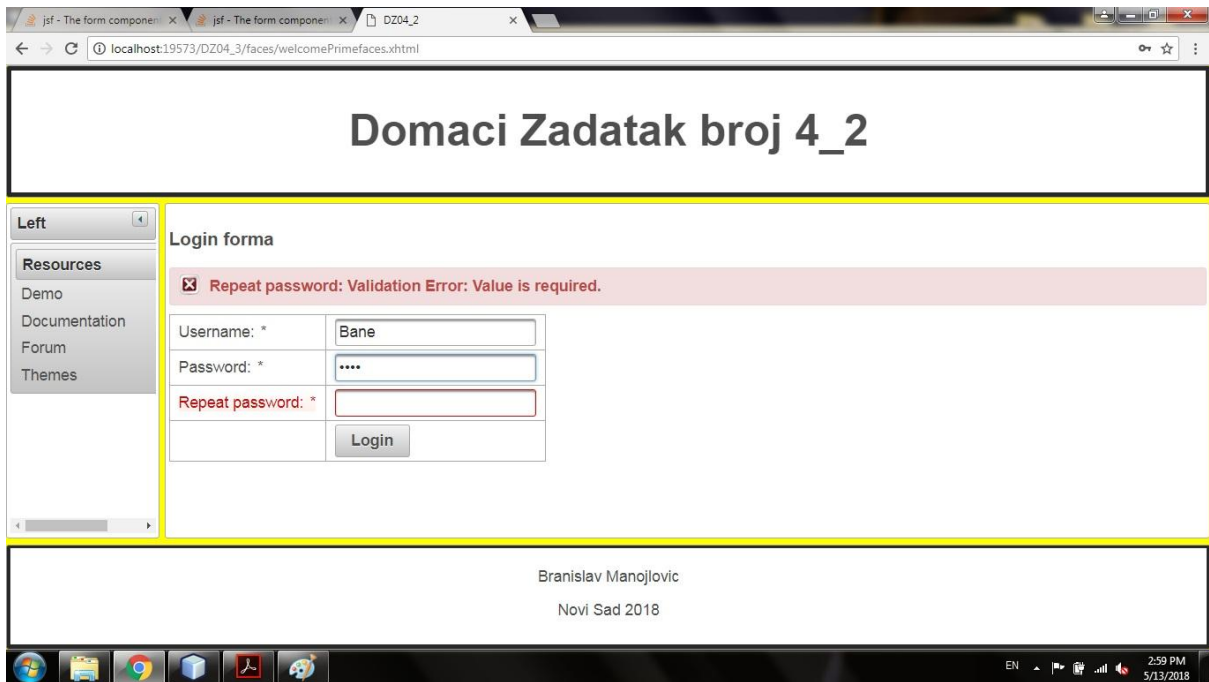 jsf - The form componen
jsf - The form componen
DZ04_2
localhost:19573/DZ04_3/faces/welcomePrimefaces.xhtml
Domaci Zadatak broj 4_2
Left
Resources
Demo
Documentation
Forum
Themes
Login forma
Repeat password: Validation Error: Value is required.
Username: * Bane
Password: * ••••
Repeat password: *
Login
Branislav Manojlovic
Novi Sad 2018
EN
2:59 PM
5/13/2018